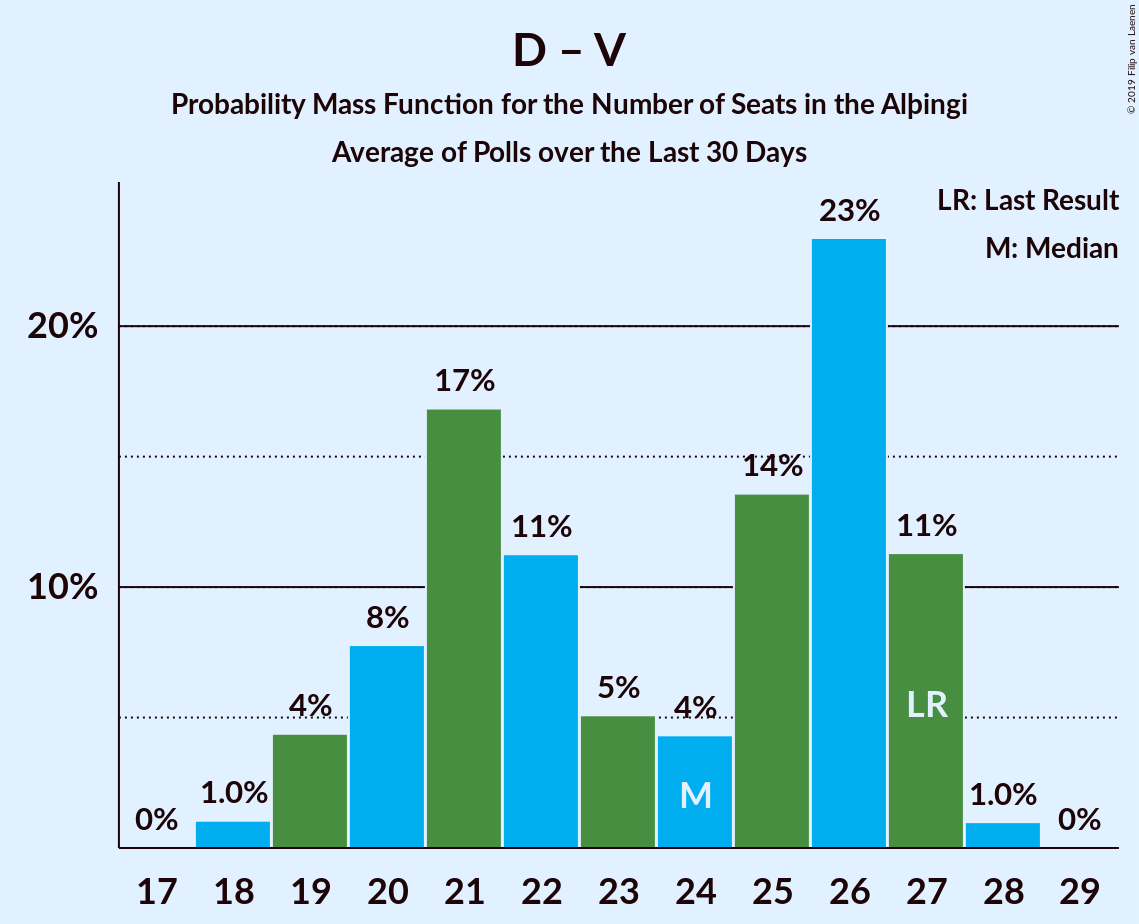 D – V
Probability Mass Function for the Number of Seats in the Alþingi
Average of Polls over the Last 30 Days
© 2019 Filip van Laenen
LR: Last Result
M: Median
20%
10%
0%
1.0%
4%
8%
17%
11%
5%
4%
14%
23%
11%
1.0%
0%
M
LR
17 18 19 20 21 22 23 24 25 26 27 28 29